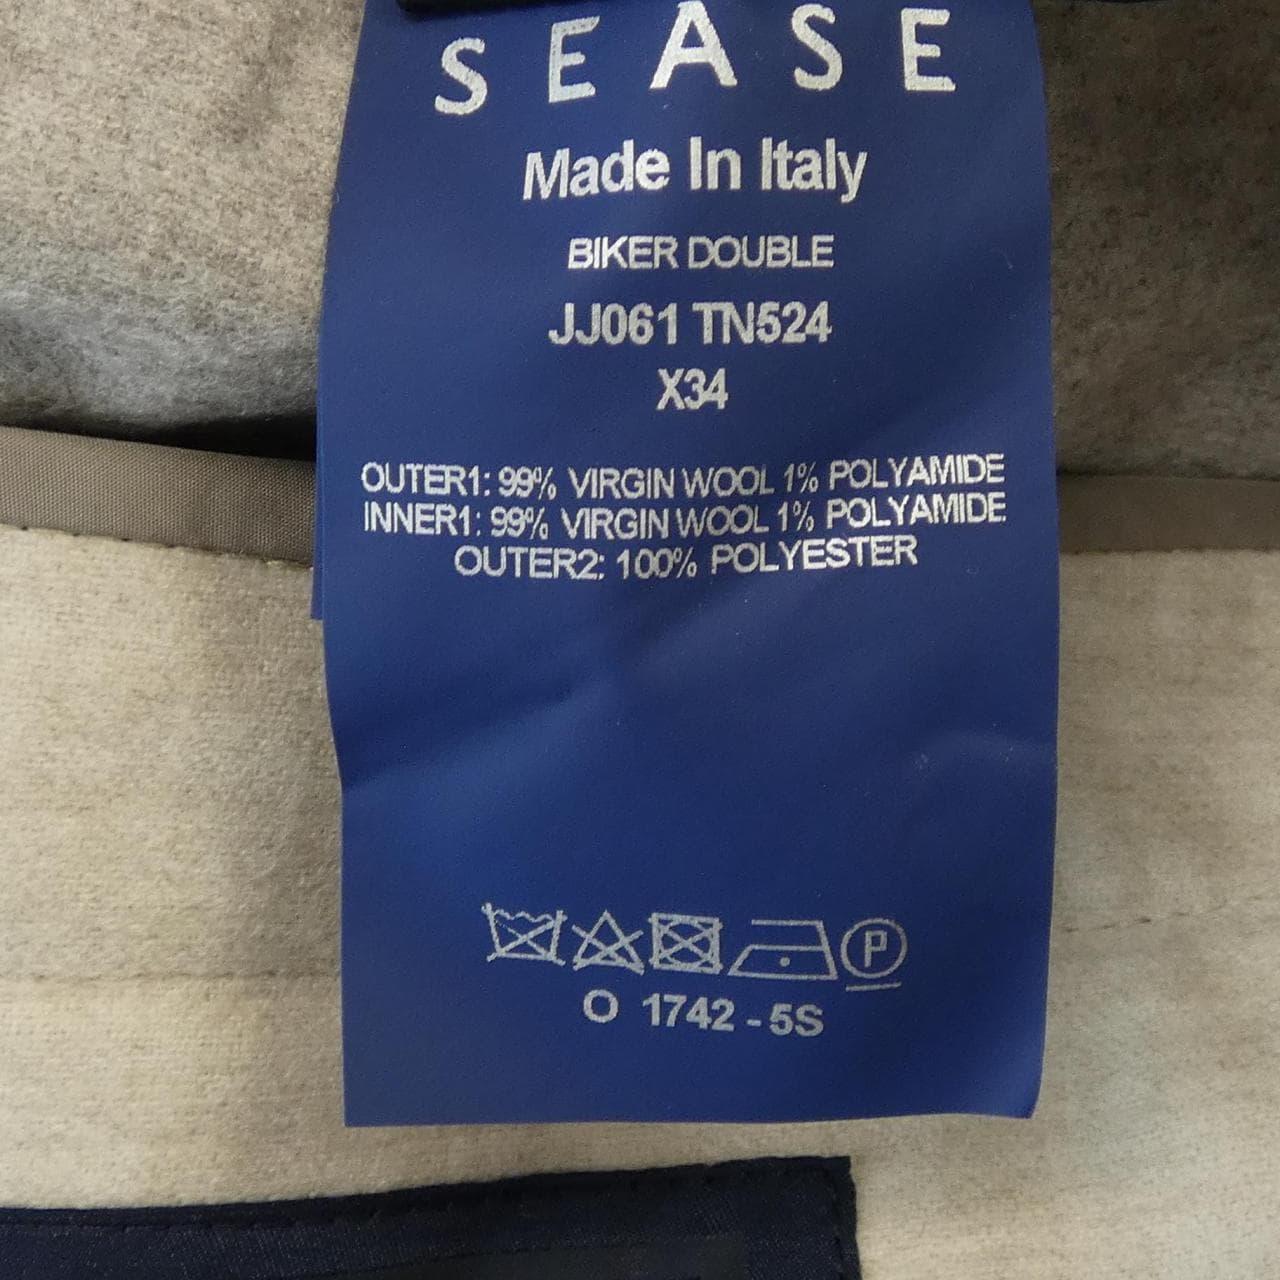 SEASE
Made In Italy
BIKER DOUBLE
JJ061 TN524
X34
OUTER1: 99% VIRGIN WOOL 1% POLYAMIDE
INNER1: 99% VIRGIN WOOL 1% POLYAMIDE
OUTER2: 100% POLYESTER
P
O 1742 - 5S